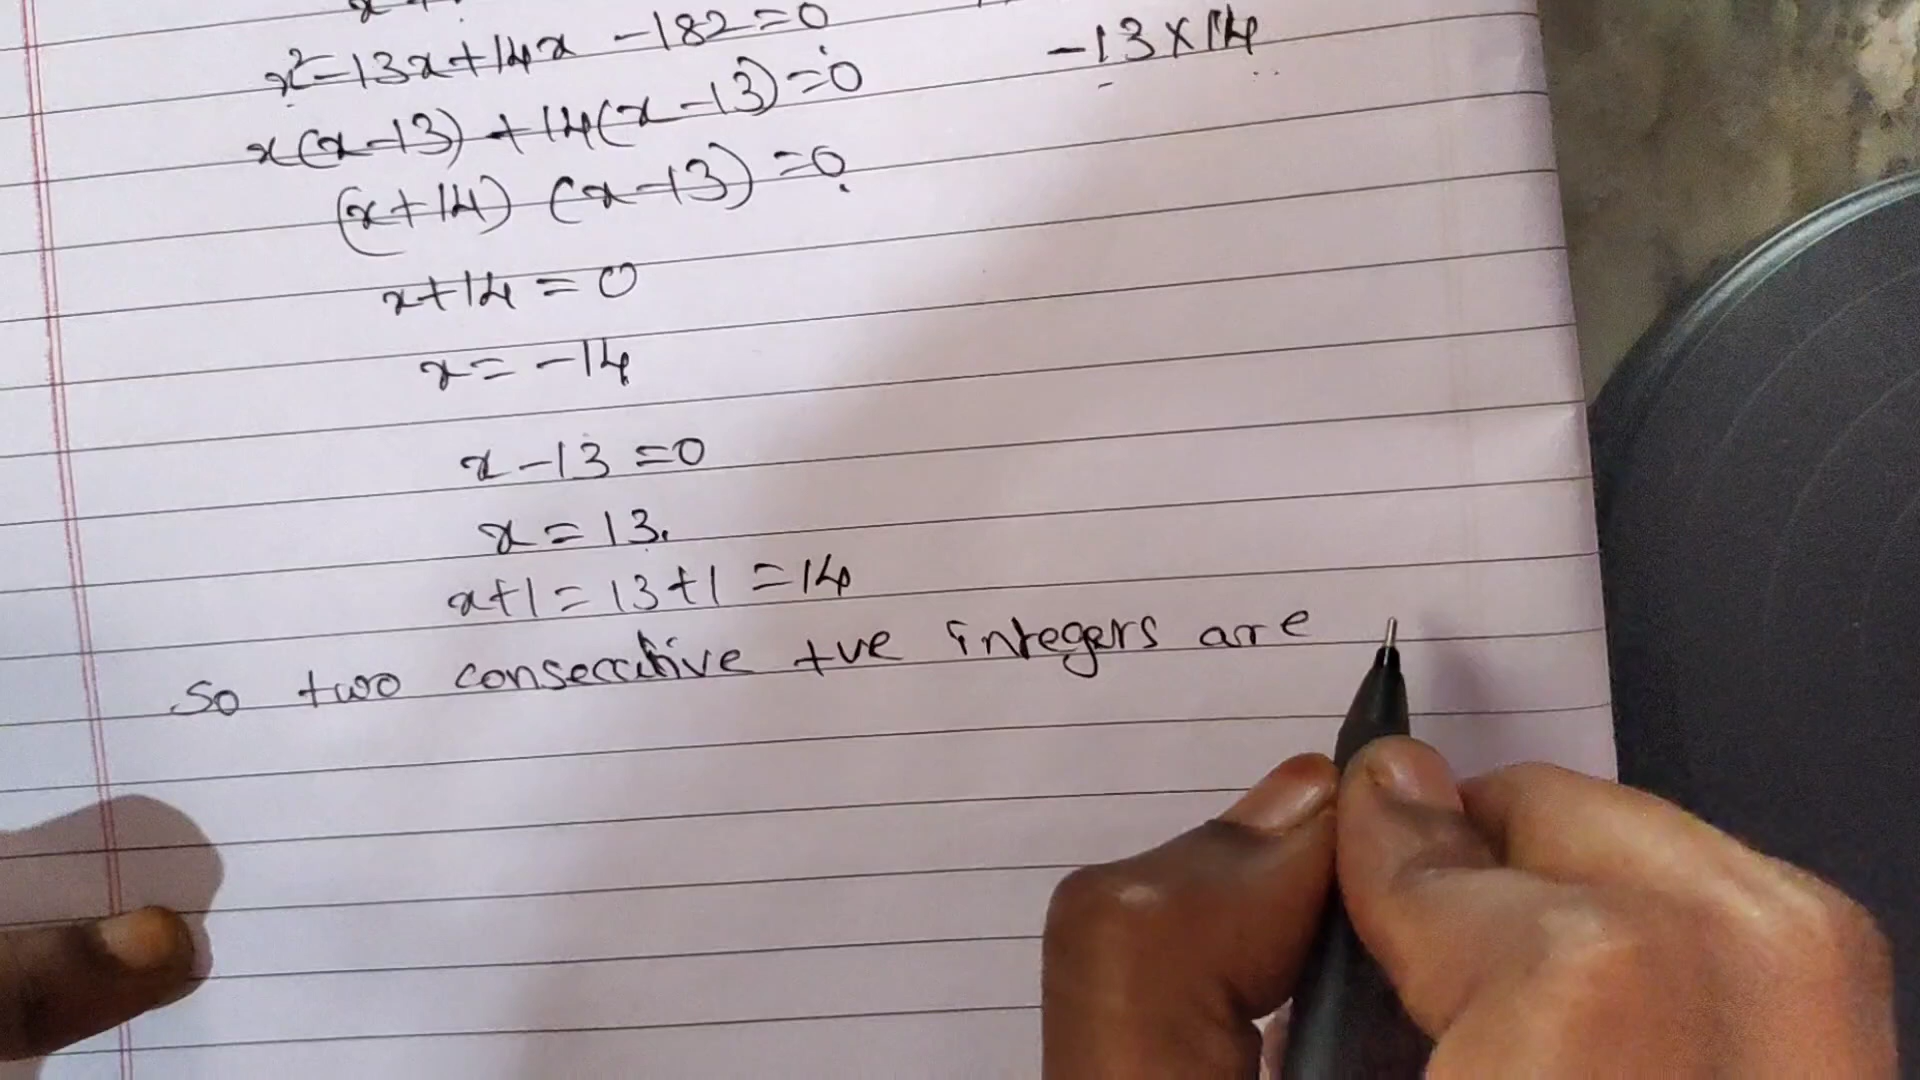 x²-13x+14x -182=0
-13×14
x(x-13)+14(x-13)=0
(x+14) (x-13)=0
x+14=0
x=-14
x-13=0
x=13.
x+1=13+1=14
So two consecutive +ve integers are